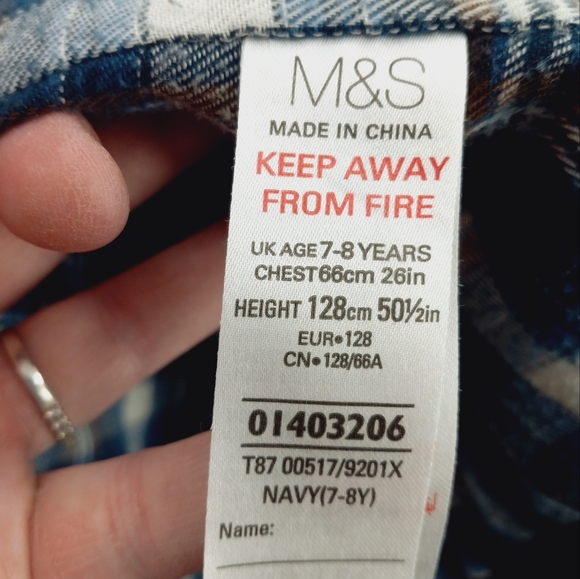 M&S
MADE IN CHINA
KEEP AWAY
FROM FIRE
UK AGE 7-8 YEARS
CHEST 66cm 26in
HEIGHT 128cm 50½in
EUR•128
CN•128/66A
01403206
T87 00517/9201X
NAVY(7-8Y)
Name: